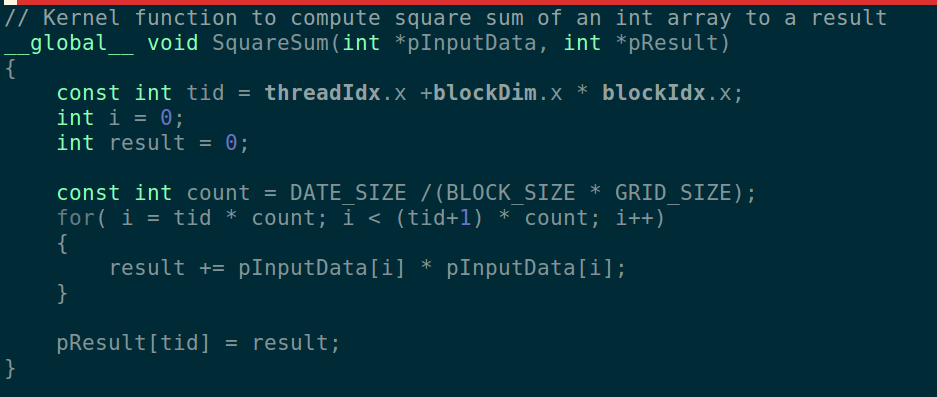 // Kernel function to compute square sum of an int array to a result
__global__ void SquareSum(int *pInputData, int *pResult)
{
    const int tid = threadIdx.x +blockDim.x * blockIdx.x;
    int i = 0;
    int result = 0;

    const int count = DATE_SIZE /(BLOCK_SIZE * GRID_SIZE);
    for( i = tid * count; i < (tid+1) * count; i++)
    {
        result += pInputData[i] * pInputData[i];
    }

    pResult[tid] = result;
}